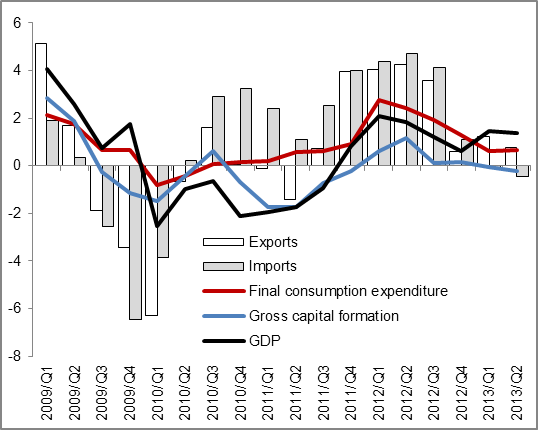 6
4
2
0
-2
-4
-6
-8
Exports
Imports
Final consumption expenditure
Gross capital formation
GDP
2009/Q1
2009/Q2
2009/Q3
2009/Q4
2010/Q1
2010/Q2
2010/Q3
2010/Q4
2011/Q1
2011/Q2
2011/Q3
2011/Q4
2012/Q1
2012/Q2
2012/Q3
2012/Q4
2013/Q1
2013/Q2